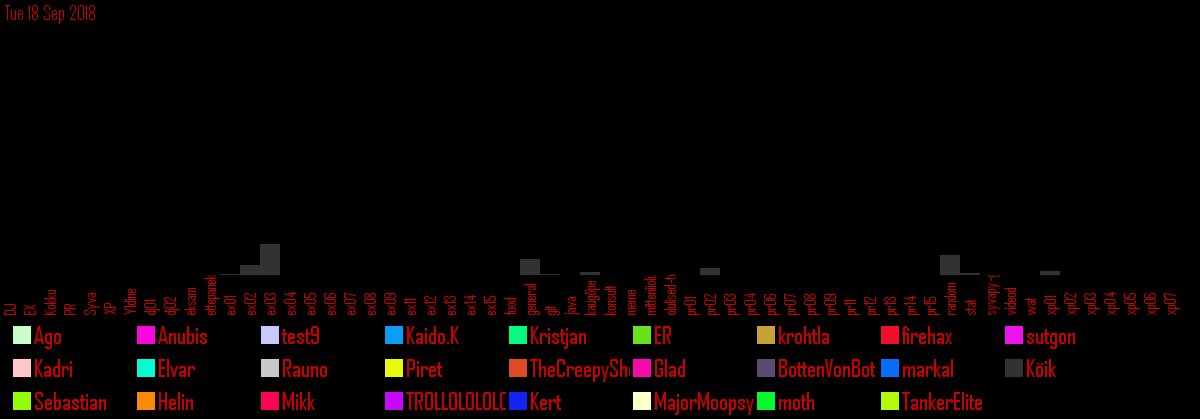 Tue 18 Sep 2018
DJ EX Kokku PR Syva XP Yldine dj01 dj02 eksam ettepanek ex01 ex02 ex03 ex04 ex05 ex06 ex07 ex08 ex09 ex11 ex12 ex13 ex14 ex15 food general git java kaugõpe konsult meme mitteriiul olulised-h pr01 pr02 pr03 pr04 pr06 pr07 pr08 pr09 pr11 pr12 pr13 pr14 pr15 random stat videod wat xp01 xp02 xp03 xp04 xp05 xp06 xp07
Ago Anubis test9 Kaido.K Kristjan ER krohtla firehax sutgon
Kadri Elvar Rauno Piret TheCreepySh Glad BottenVonBot markal Kõik
Sebastian Helin Mikk TROLLOLOLOLO Kert MajorMoopsy moth TankerElite